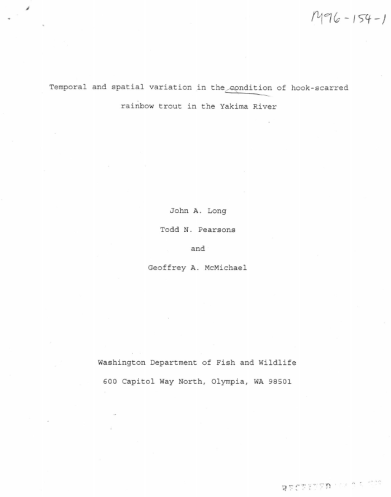 M96-154-1
Temporal and spatial variation in the condition of hook-scarred
rainbow trout in the Yakima River
John A. Long
Todd N. Pearsons
and
Geoffrey A. McMichael
Washington Department of Fish and Wildlife
600 Capitol Way North, Olympia, WA 98501